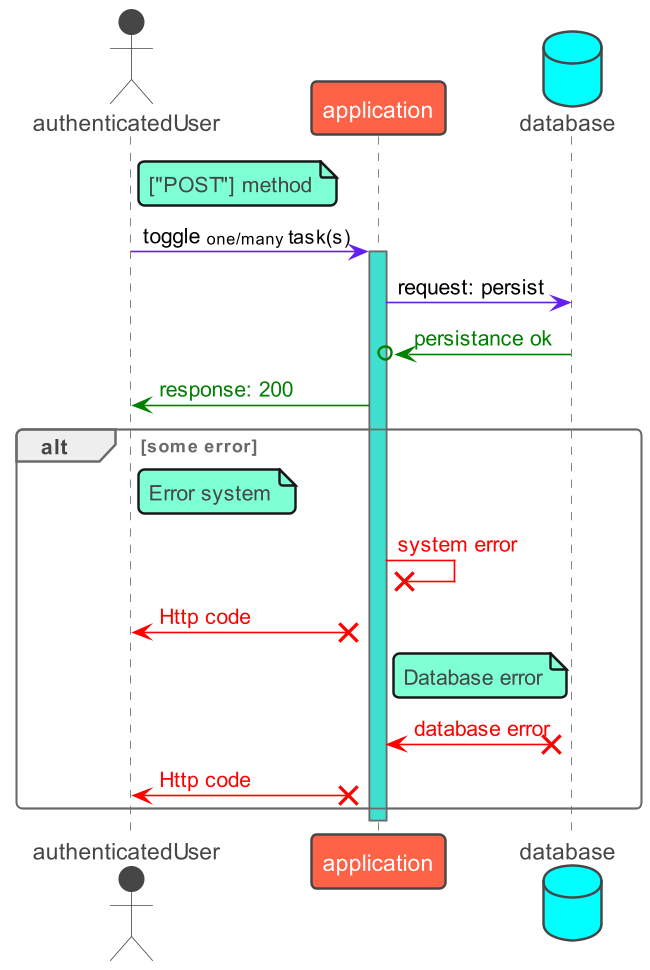 authenticatedUser
application
database
["POST"] method
toggle one/many task(s)
request: persist
persistance ok
response: 200
alt [some error]
Error system
system error
Http code
Database error
database error
Http code
authenticatedUser
application
database